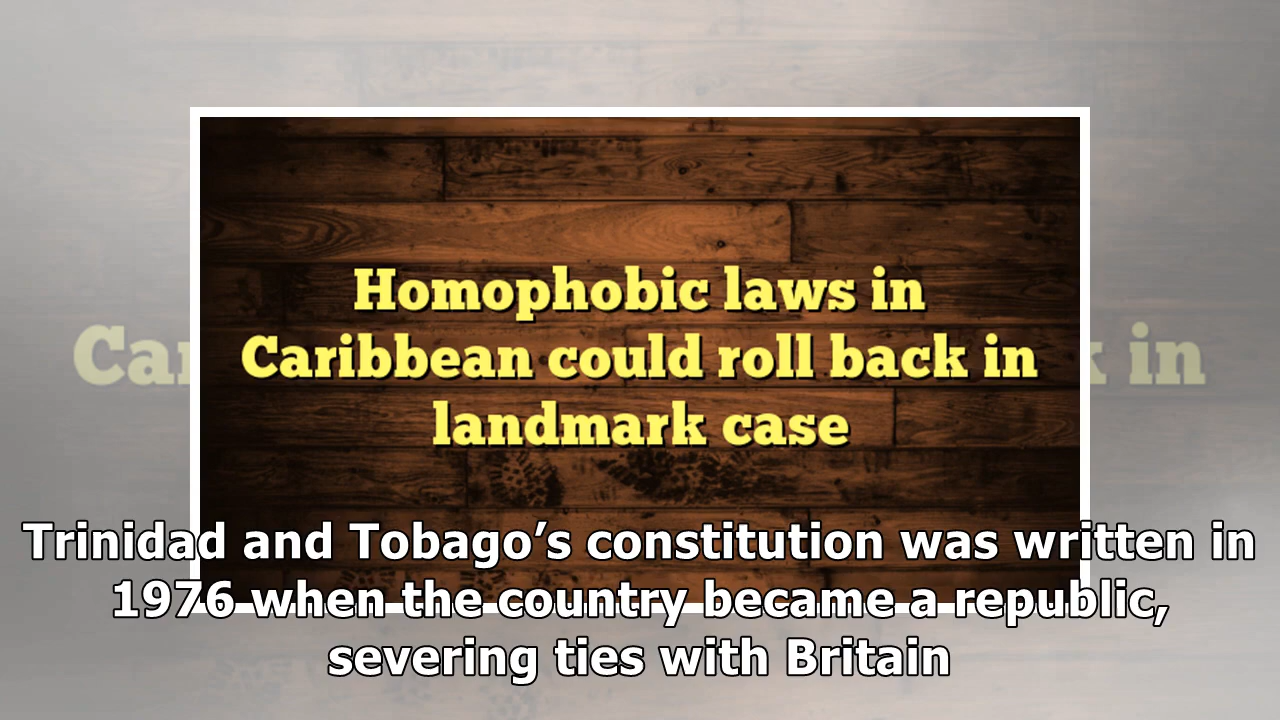 Homophobic laws in
Caribbean could roll back in
landmark case
Trinidad and Tobago’s constitution was written in
1976 when the country became a republic,
severing ties with Britain